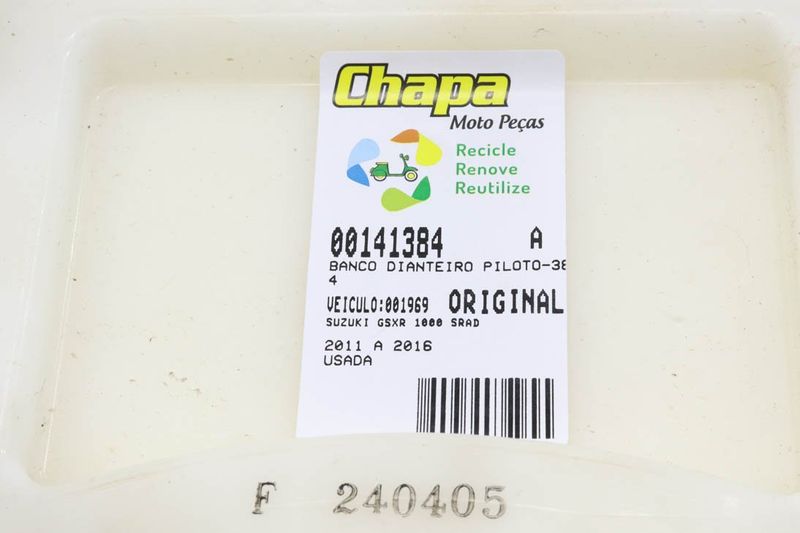 Chapa
Moto Peças
Recicle
Renove
Reutilize
00141384 A
BANCO DIANTEIRO PILOTO-38
4
VEICULO:001969 ORIGINAL
SUZUKI GSXR 1000 SRAD
2011 A 2016
USADA
F 240405